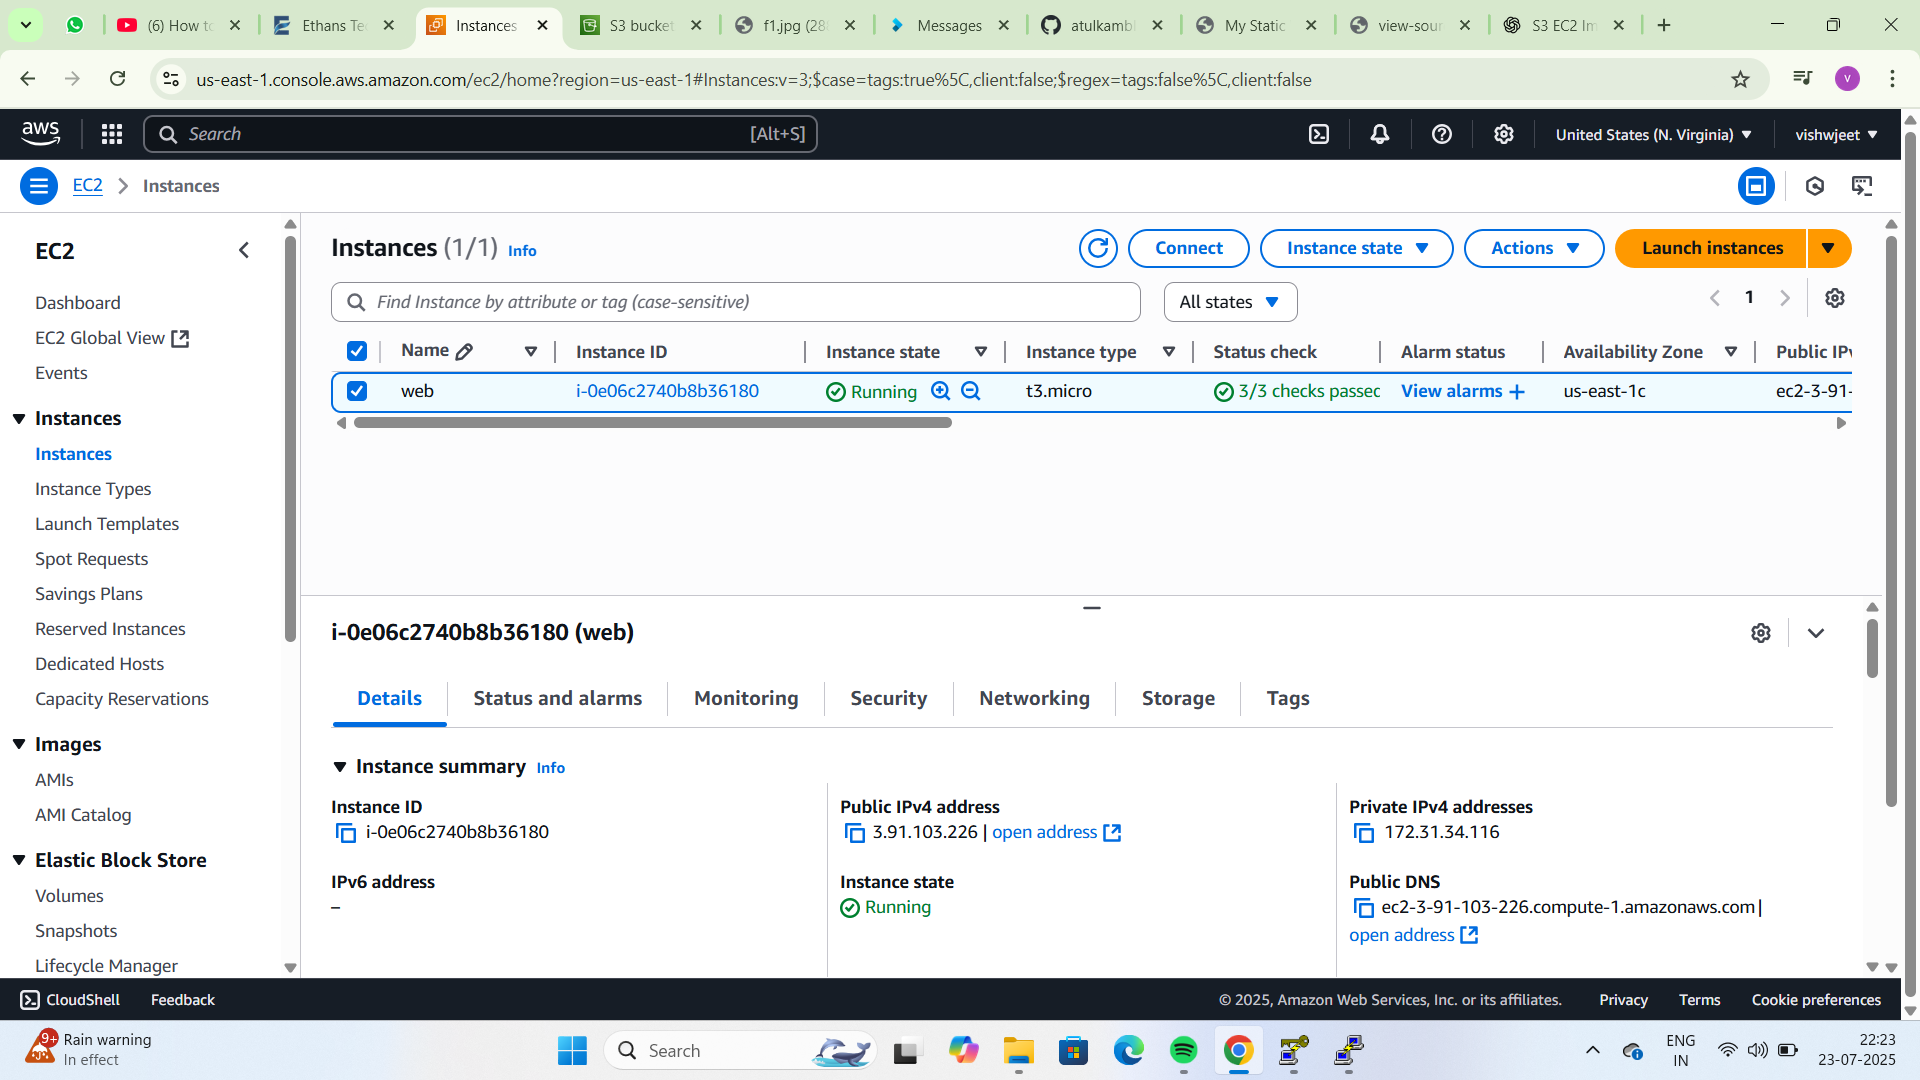 (6) How to
Ethans Tec
Instances
S3 bucket
f1.jpg (28
Messages
atulkambl
My Static
view-sour
S3 EC2 Im
us-east-1.console.aws.amazon.com/ec2/home?region=us-east-1#Instances:v=3;$case=tags:true%5C,client:false;$regex=tags:false%5C,client:false
V
aws
Search
[Alt+S]
United States (N. Virginia)
vishwjeet
EC2
Instances
EC2
Dashboard
EC2 Global View
Events
Instances
Instances
Instance Types
Launch Templates
Spot Requests
Savings Plans
Reserved Instances
Dedicated Hosts
Capacity Reservations
Images
AMIs
AMI Catalog
Elastic Block Store
Volumes
Snapshots
Lifecycle Manager
Instances (1/1) Info
Connect
Instance state
Actions
Launch instances
Find Instance by attribute or tag (case-sensitive)
All states
1
Name
Instance ID
Instance state
Instance type
Status check
Alarm status
Availability Zone
Public IPv
web
i-0e06c2740b8b36180
Running
t3.micro
3/3 checks passed
View alarms +
us-east-1c
ec2-3-91-
i-0e06c2740b8b36180 (web)
Details
Status and alarms
Monitoring
Security
Networking
Storage
Tags
Instance summary Info
Instance ID
i-0e06c2740b8b36180
Public IPv4 address
3.91.103.226 | open address
Private IPv4 addresses
172.31.34.116
IPv6 address
–
Instance state
Running
Public DNS
ec2-3-91-103-226.compute-1.amazonaws.com |
open address
CloudShell
Feedback
© 2025, Amazon Web Services, Inc. or its affiliates.
Privacy
Terms
Cookie preferences
9+
Rain warning
In effect
Search
ENG
IN
22:23
23-07-2025